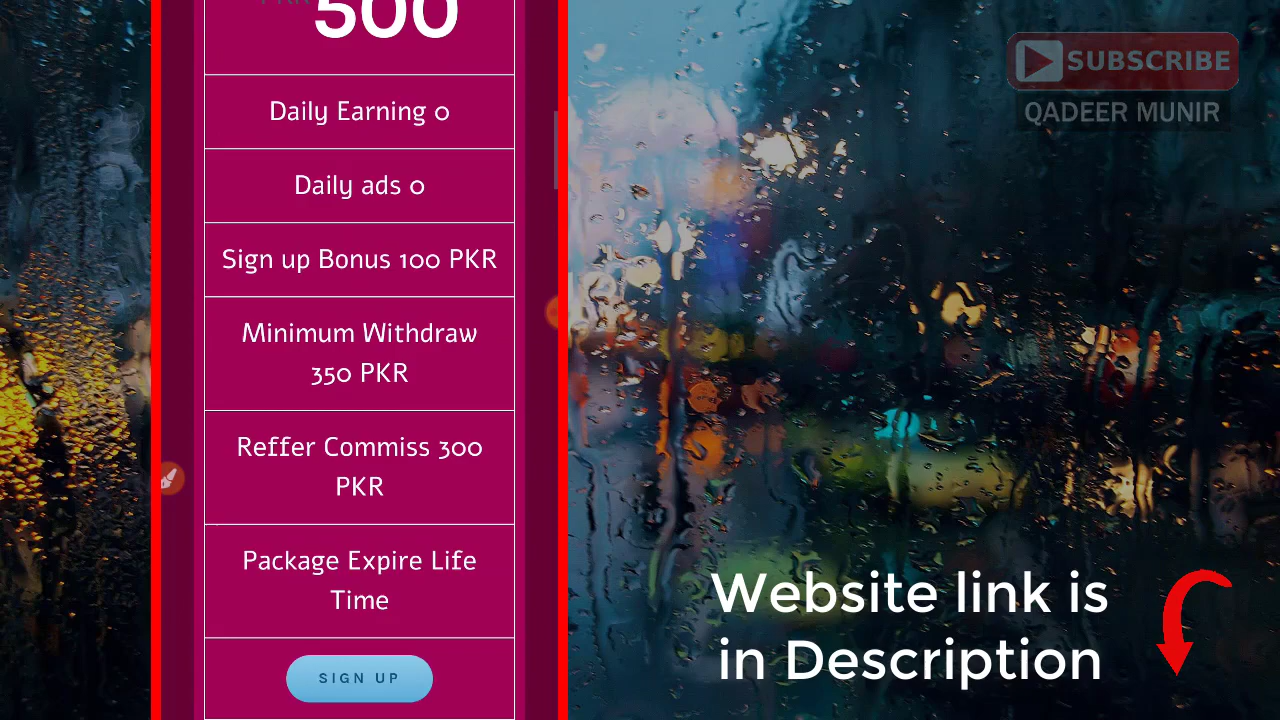 PKR 500
Daily Earning 0
Daily ads 0
Sign up Bonus 100 PKR
Minimum Withdraw
350 PKR
Reffer Commiss 300
PKR
Package Expire Life
Time
SIGN UP
SUBSCRIBE
QADEER MUNIR
Website link is
in Description